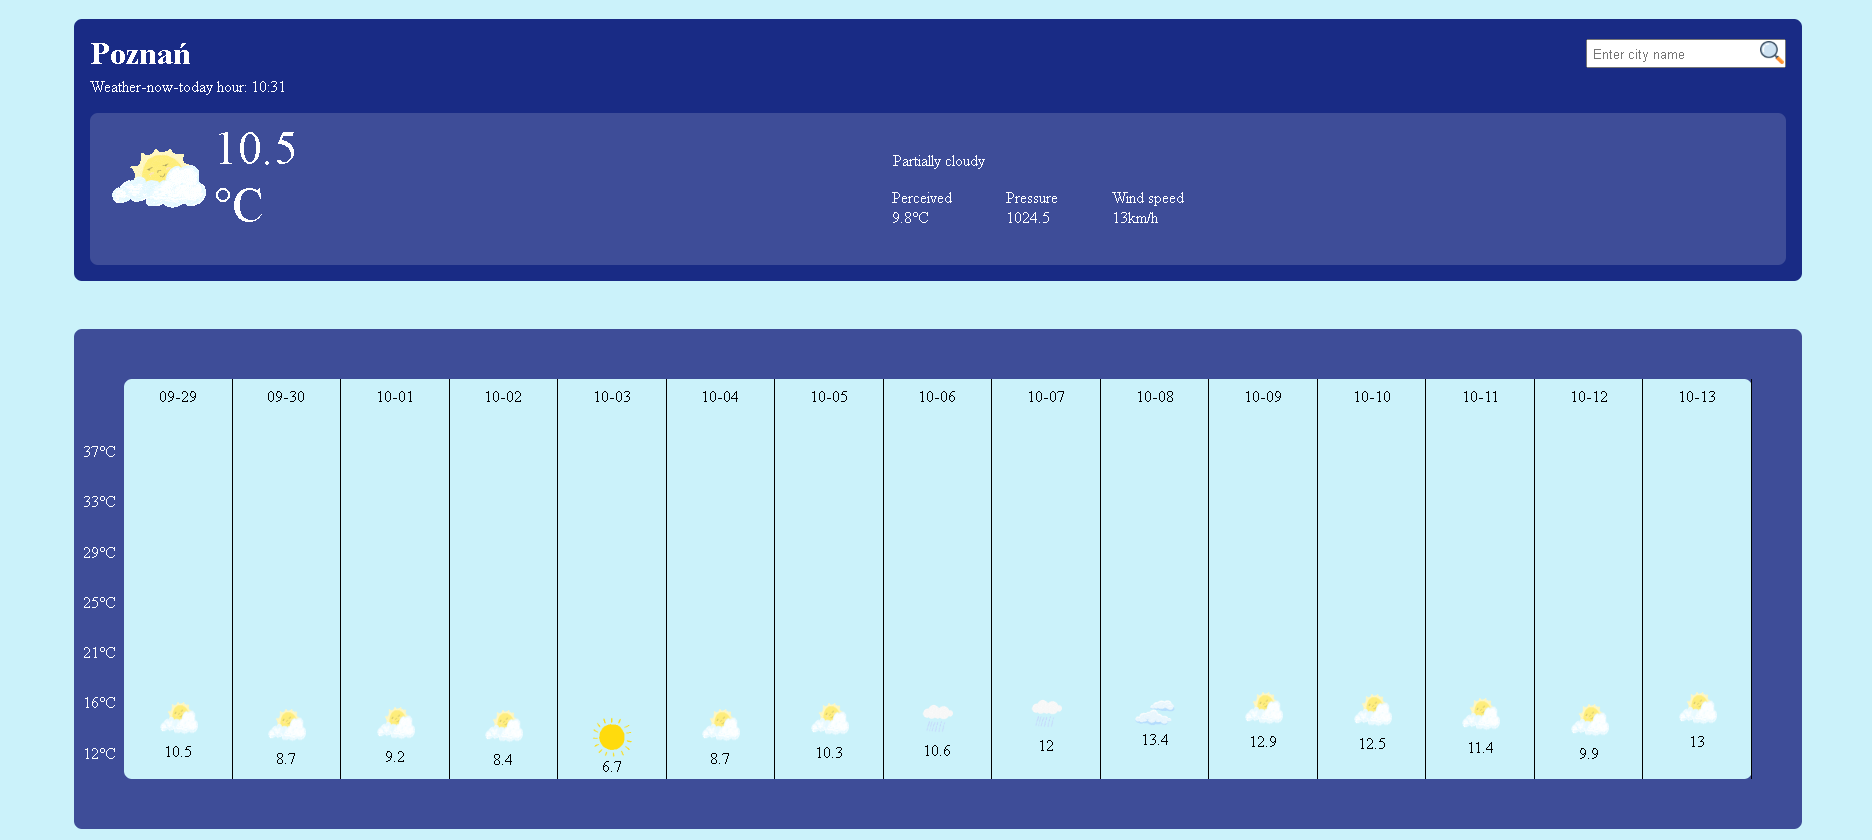 Poznań
Enter city name
Weather-now-today hour: 10:31
10.5
°C
Partially cloudy
Perceived Pressure Wind speed
9.8°C 1024.5 13km/h
09-29 09-30 10-01 10-02 10-03 10-04 10-05 10-06 10-07 10-08 10-09 10-10 10-11 10-12 10-13
37°C
33°C
29°C
25°C
21°C
16°C
12°C
10.5 8.7 9.2 8.4 6.7 8.7 10.3 10.6 12 13.4 12.9 12.5 11.4 9.9 13